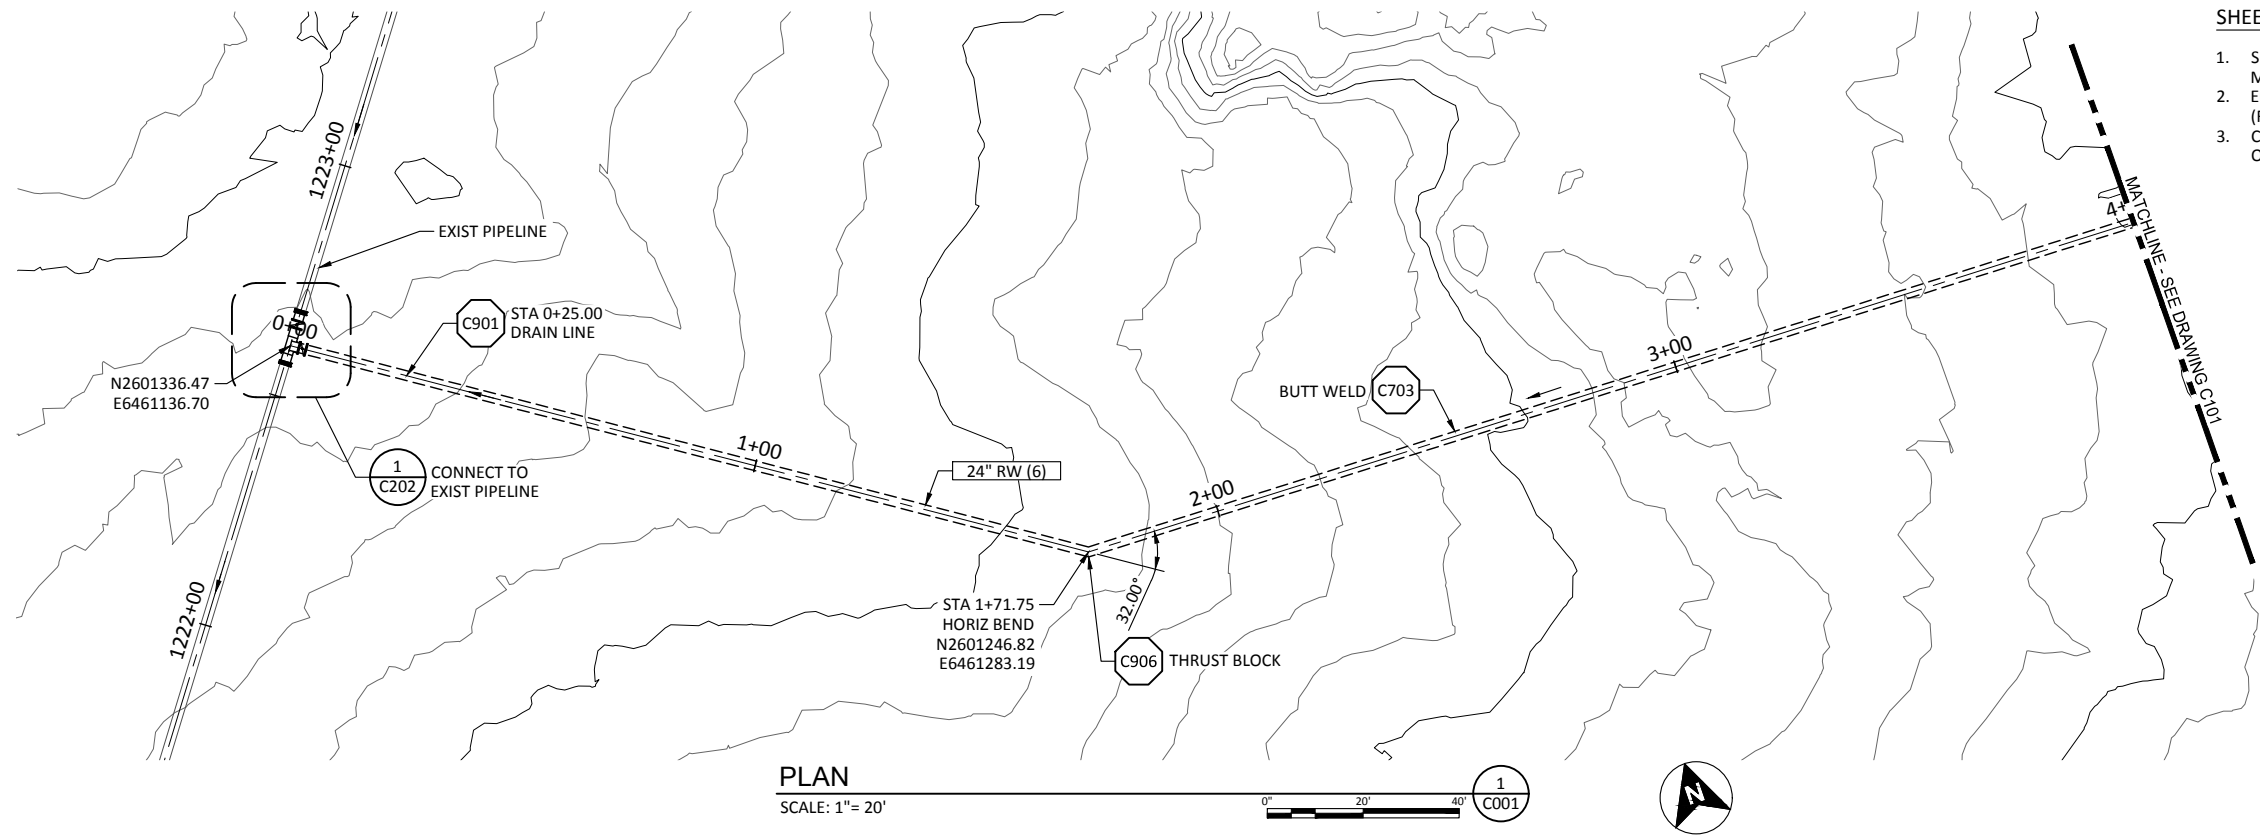 SHEE
1. S
M
2. E
(F
3. C
O
1223+00
EXIST PIPELINE
0+00
C901
STA 0+25.00
DRAIN LINE
N2601336.47
E6461136.70
1
C202
CONNECT TO
EXIST PIPELINE
1+00
24" RW (6)
1222+00
STA 1+71.75
HORIZ BEND
N2601246.82
E6461283.19
32.00°
C906
THRUST BLOCK
2+00
BUTT WELD
C703
3+00
4+
MATCHLINE - SEE DRAWING C101
PLAN
SCALE: 1"= 20'
0"
20'
40'
1
C001
N